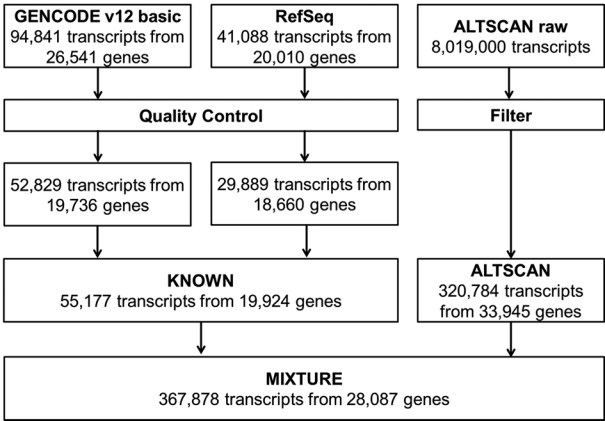 GENCODE v12 basic
94,841 transcripts from
26,541 genes
RefSeq
41,088 transcripts from
20,010 genes
ALTSCAN raw
8,019,000 transcripts
Quality Control
Filter
52,829 transcripts from
19,736 genes
29,889 transcripts from
18,660 genes
KNOWN
55,177 transcripts from 19,924 genes
ALTSCAN
320,784 transcripts
from 33,945 genes
MIXTURE
367,878 transcripts from 28,087 genes